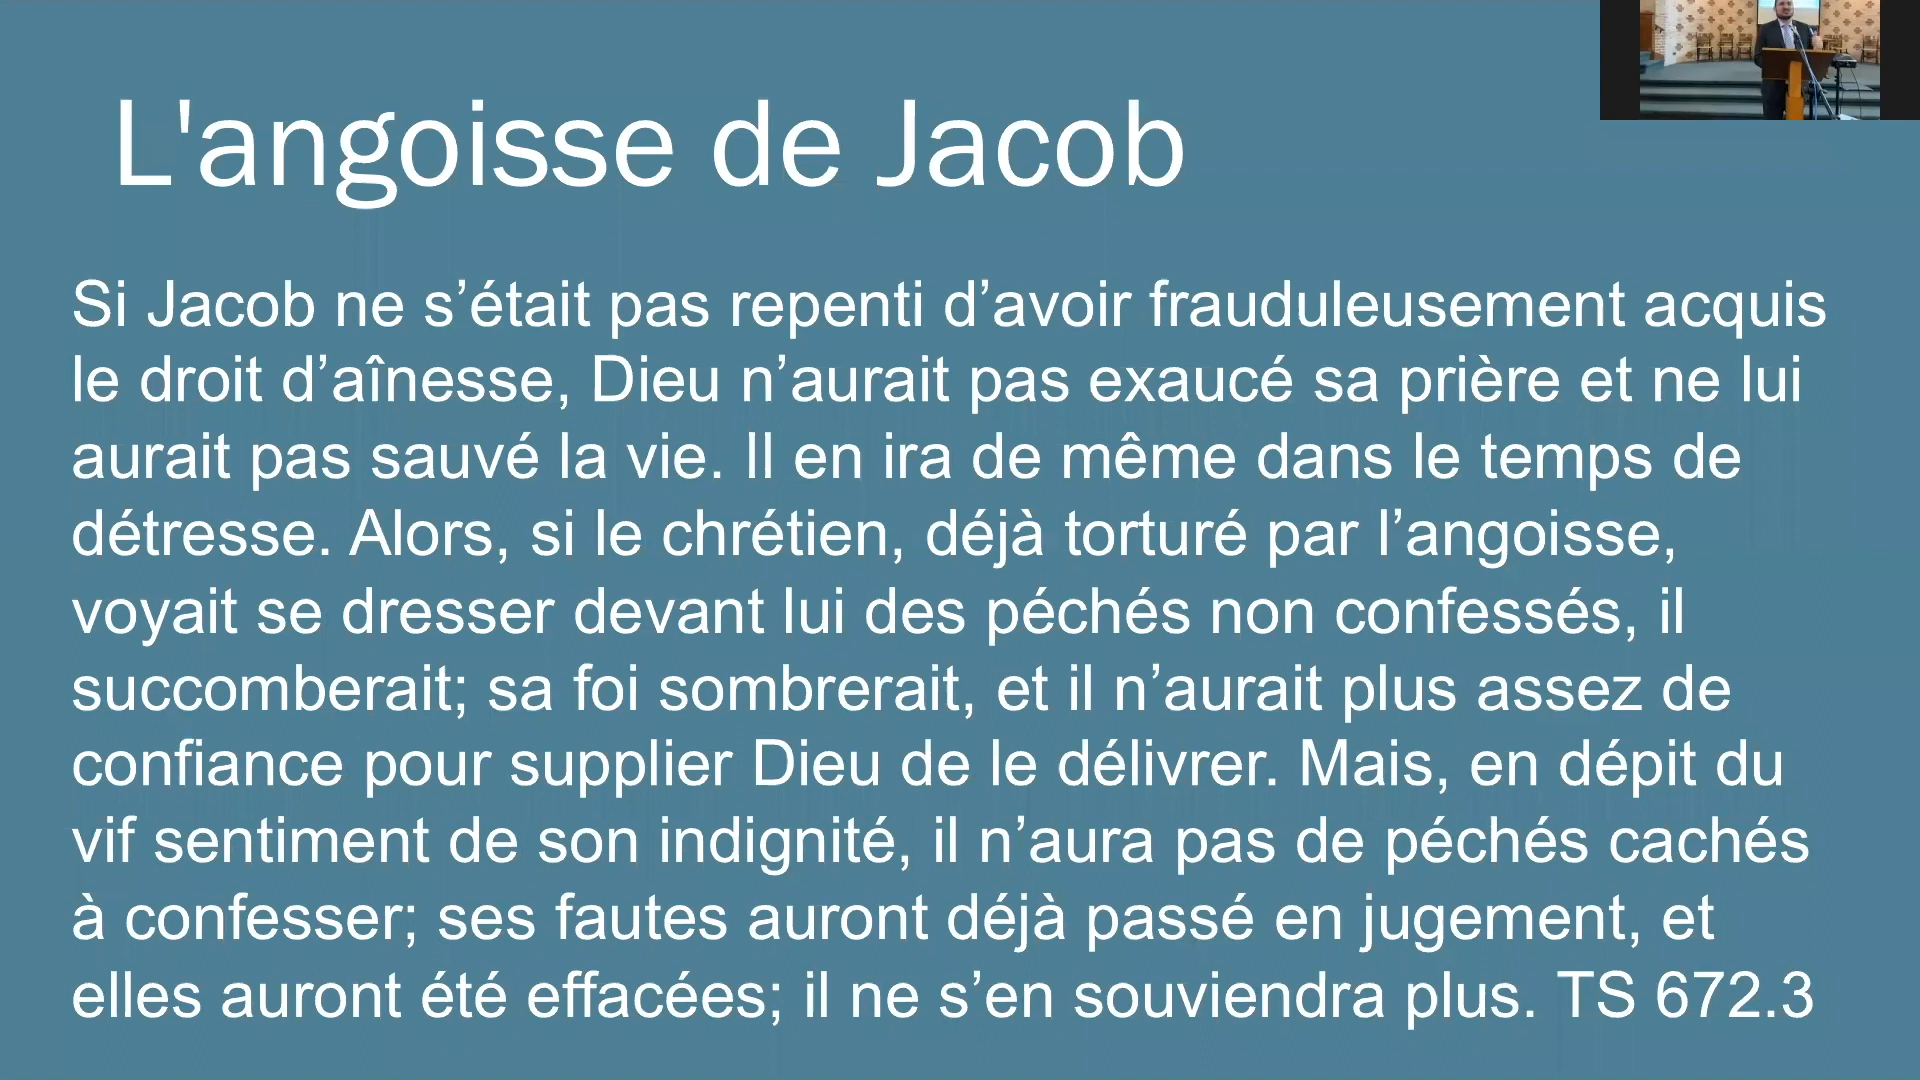 L'angoisse de Jacob
Si Jacob ne s’était pas repenti d’avoir frauduleusement acquis
le droit d’aînesse, Dieu n’aurait pas exaucé sa prière et ne lui
aurait pas sauvé la vie. Il en ira de même dans le temps de
détresse. Alors, si le chrétien, déjà torturé par l’angoisse,
voyait se dresser devant lui des péchés non confessés, il
succomberait; sa foi sombrerait, et il n’aurait plus assez de
confiance pour supplier Dieu de le délivrer. Mais, en dépit du
vif sentiment de son indignité, il n’aura pas de péchés cachés
à confesser; ses fautes auront déjà passé en jugement, et
elles auront été effacées; il ne s’en souviendra plus. TS 672.3